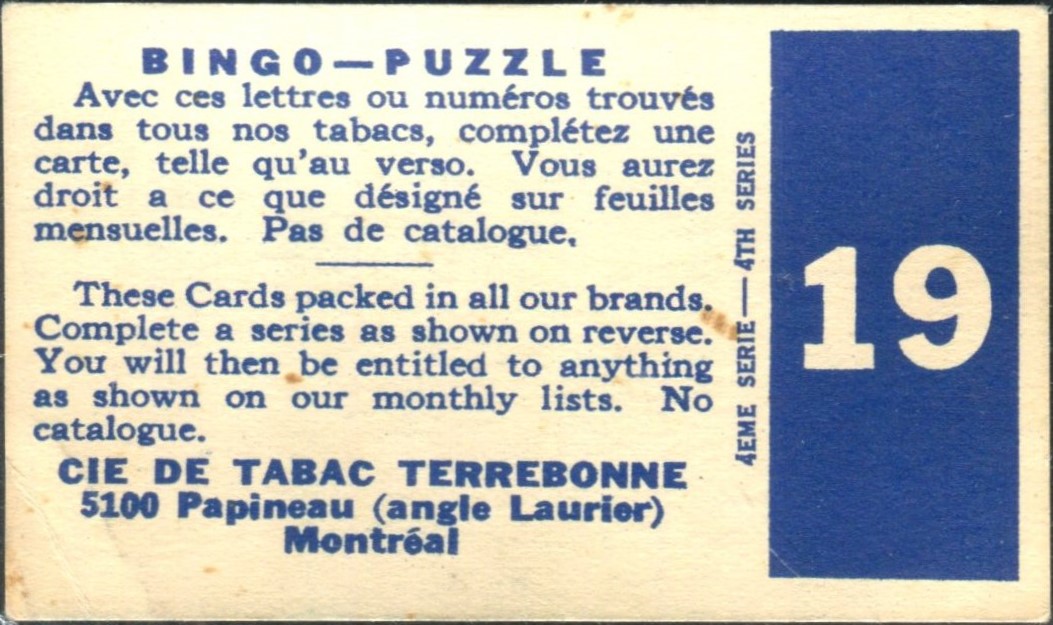 BINGO—PUZZLE
Avec ces lettres ou numéros trouvés
dans tous nos tabacs, complétez une
carte, telle qu'au verso. Vous aurez
droit a ce que désigné sur feuilles
mensuelles. Pas de catalogue.
These Cards packed in all our brands.
Complete a series as shown on reverse.
You will then be entitled to anything
as shown on our monthly lists. No
catalogue.
CIE DE TABAC TERREBONNE
5100 Papineau (angle Laurier)
Montréal
4EME SERIE—4TH SERIES
19